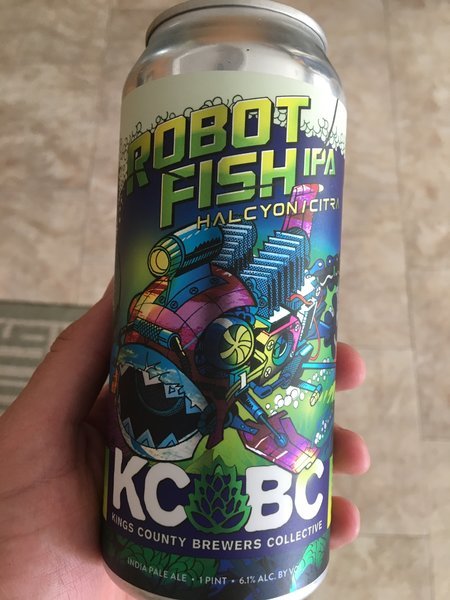 ROBOT
FISH IPA
HALCYON/CITRA
KC BC
KINGS COUNTY BREWERS COLLECTIVE
INDIA PALE ALE • 1 PINT • 6.1% ALC. BY